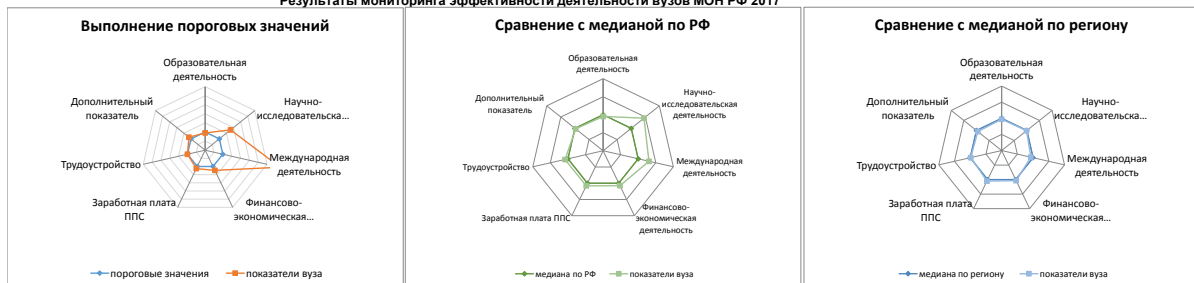 Результаты мониторинга эффективности деятельности вузов МОН РФ 2017
Выполнение пороговых значений
Образовательная
деятельность
Научно-
исследовательска...
Международная
деятельность
Финансово-
экономическая...
Заработная плата
ППС
Трудоустройство
Дополнительный
показатель
пороговые значения
показатели вуза
Сравнение с медианой по РФ
Образовательная
деятельность
Научно-
исследовательская
деятельность
Международная
деятельность
Финансово-
экономическая
деятельность
Заработная плата ППС
Трудоустройство
Дополнительный
показатель
медиана по РФ
показатели вуза
Сравнение с медианой по региону
Образовательная
деятельность
Научно-
исследовательска...
Международная
деятельность
Финансово-
экономическая...
Заработная плата
ППС
Трудоустройство
Дополнительный
показатель
медиана по региону
показатели вуза